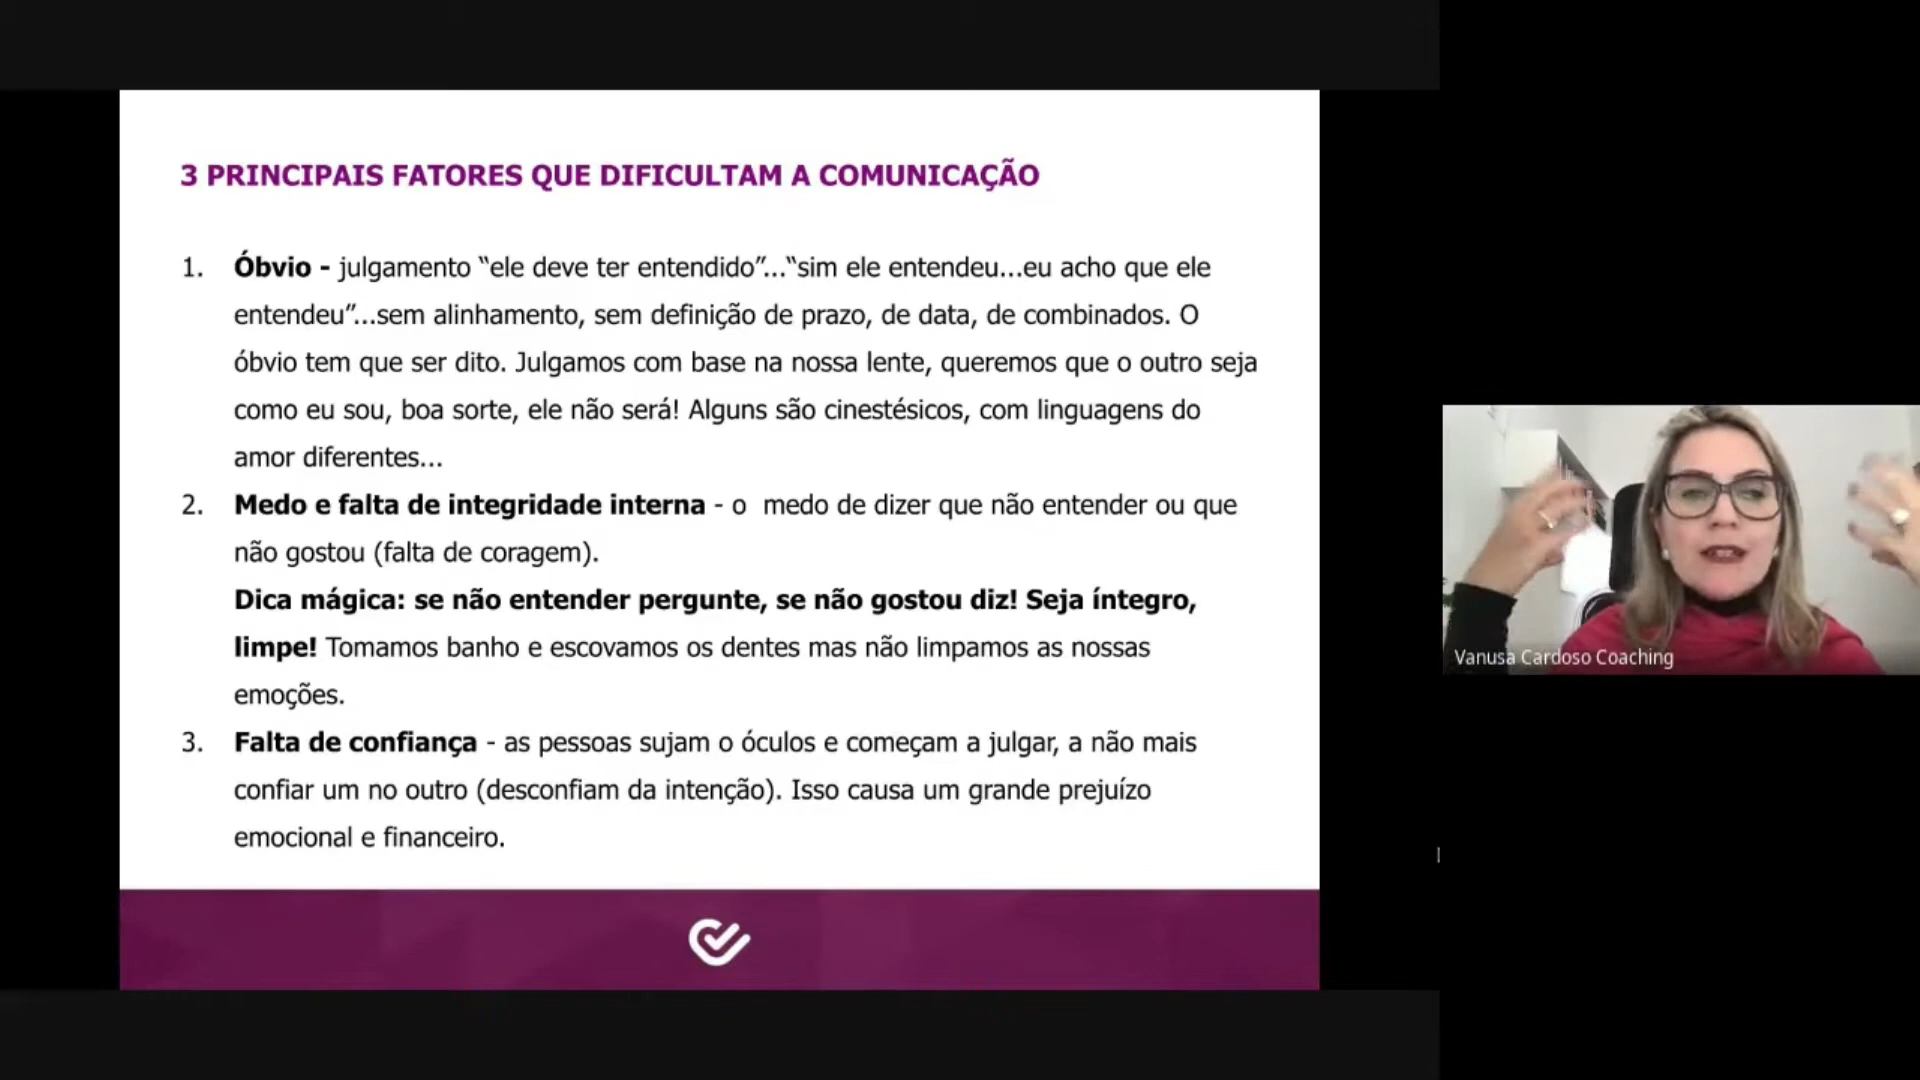 3 PRINCIPAIS FATORES QUE DIFICULTAM A COMUNICAÇÃO
1. Óbvio - julgamento “ele deve ter entendido”...“sim ele entendeu...eu acho que ele
entendeu”...sem alinhamento, sem definição de prazo, de data, de combinados. O
óbvio tem que ser dito. Julgamos com base na nossa lente, queremos que o outro seja
como eu sou, boa sorte, ele não será! Alguns são cinestésicos, com linguagens do
amor diferentes...
2. Medo e falta de integridade interna - o medo de dizer que não entender ou que
não gostou (falta de coragem).
Dica mágica: se não entender pergunte, se não gostou diz! Seja íntegro,
limpe! Tomamos banho e escovamos os dentes mas não limpamos as nossas
emoções.
3. Falta de confiança - as pessoas sujam o óculos e começam a julgar, a não mais
confiar um no outro (desconfiam da intenção). Isso causa um grande prejuízo
emocional e financeiro.
Vanusa Cardoso Coaching